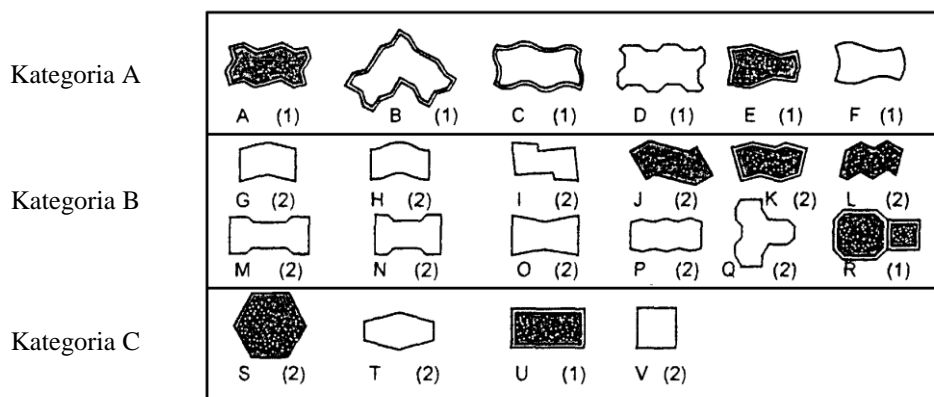 Kategoria A
A (1) B (1) C (1) D (1) E (1) F (1)
Kategoria B
G (2) H (2) I (2) J (2) K (2) L (2)
M (2) N (2) O (2) P (2) Q (2) R (1)
Kategoria C
S (2) T (2) U (1) V (2)